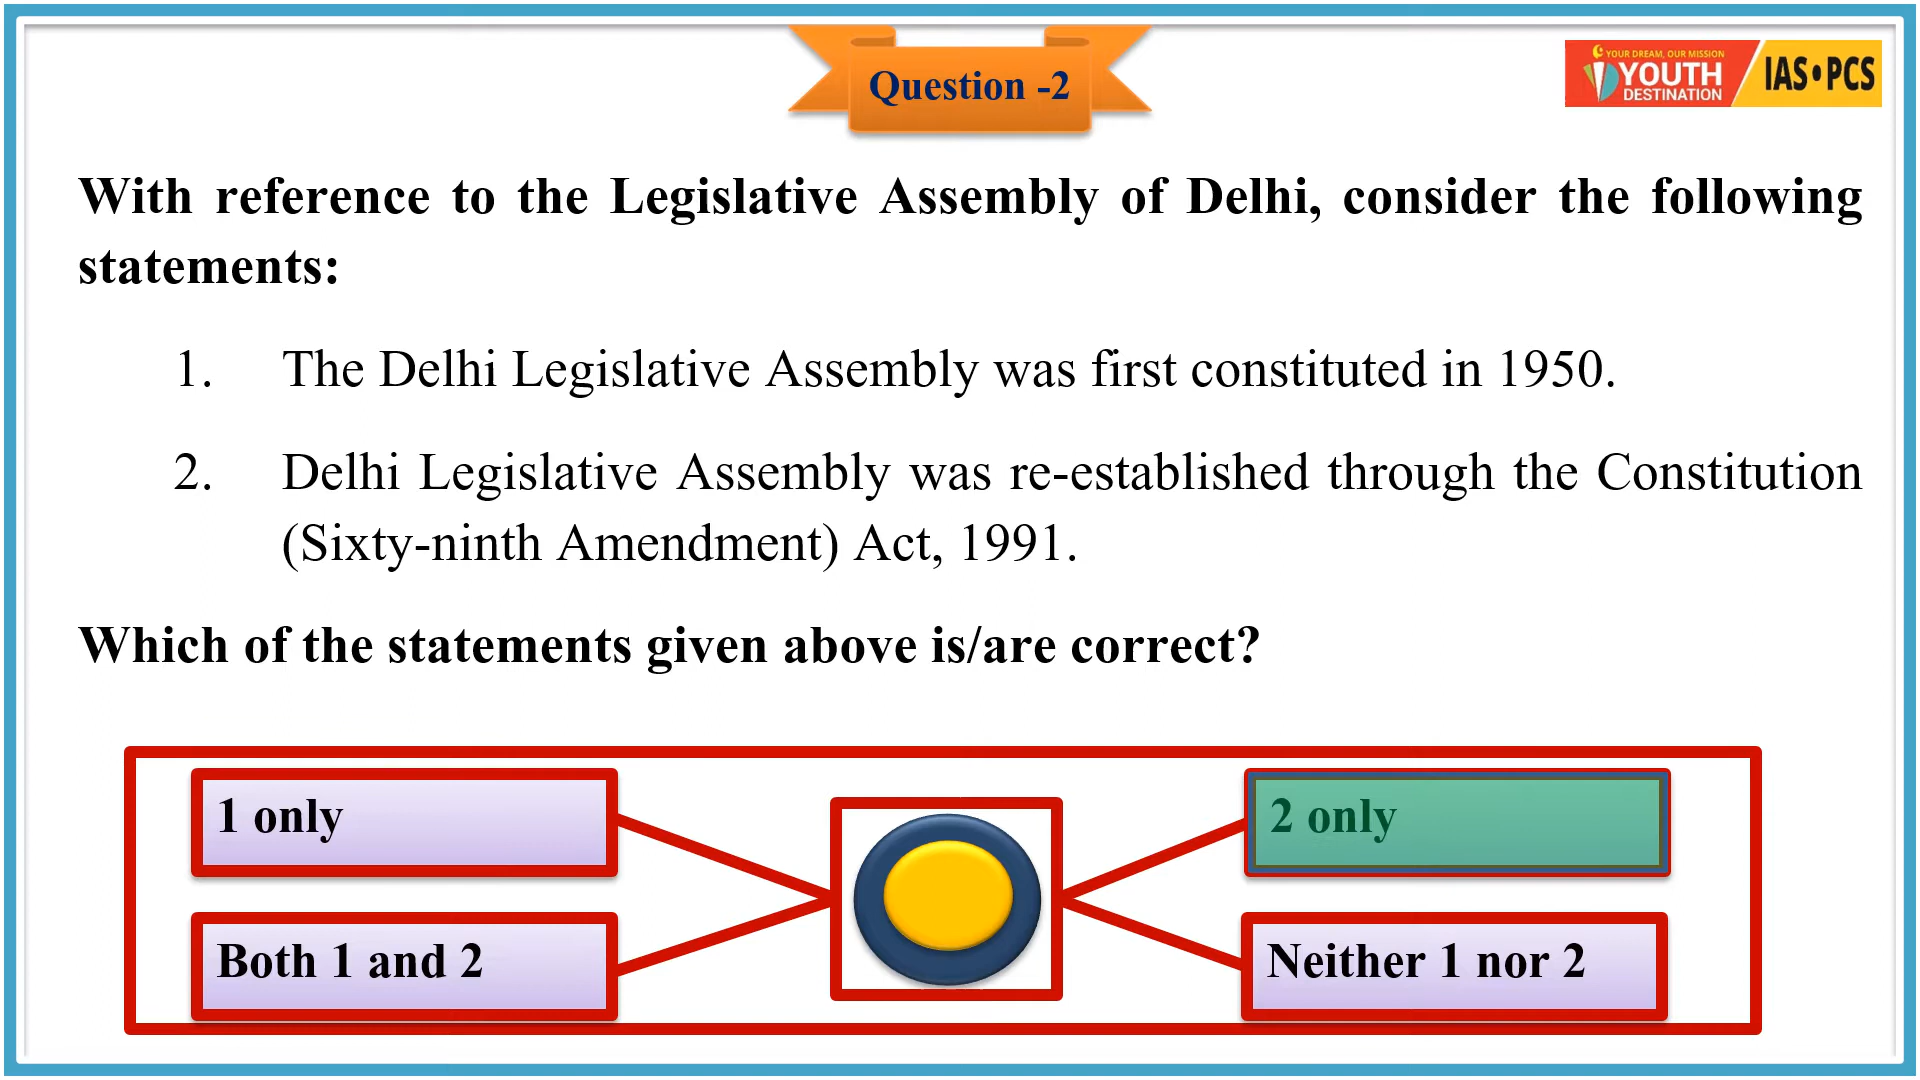 Question -2
YOUR DREAM, OUR MISSION
YOUTH
DESTINATION
IAS•PCS
With reference to the Legislative Assembly of Delhi, consider the following
statements:
1. The Delhi Legislative Assembly was first constituted in 1950.
2. Delhi Legislative Assembly was re-established through the Constitution
(Sixty-ninth Amendment) Act, 1991.
Which of the statements given above is/are correct?
1 only
2 only
Both 1 and 2
Neither 1 nor 2